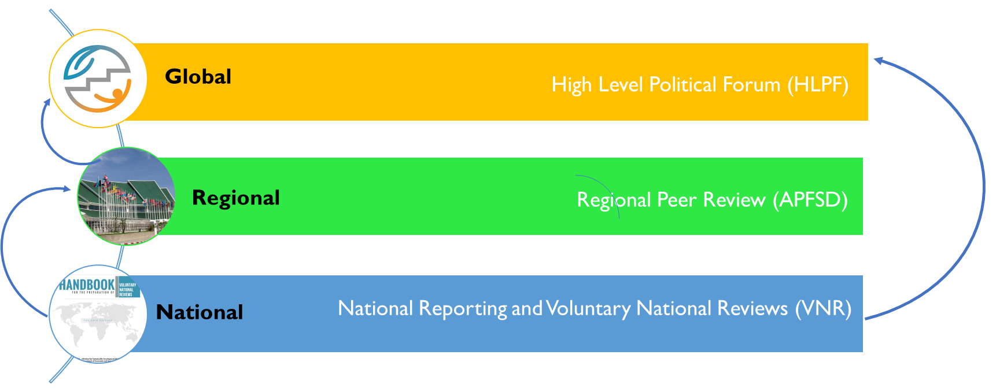 Global
High Level Political Forum (HLPF)
Regional
Regional Peer Review (APFSD)
HANDBOOK
FOR THE PREPARATION OF
VOLUNTARY
NATIONAL
REVIEWS
National
National Reporting and Voluntary National Reviews (VNR)